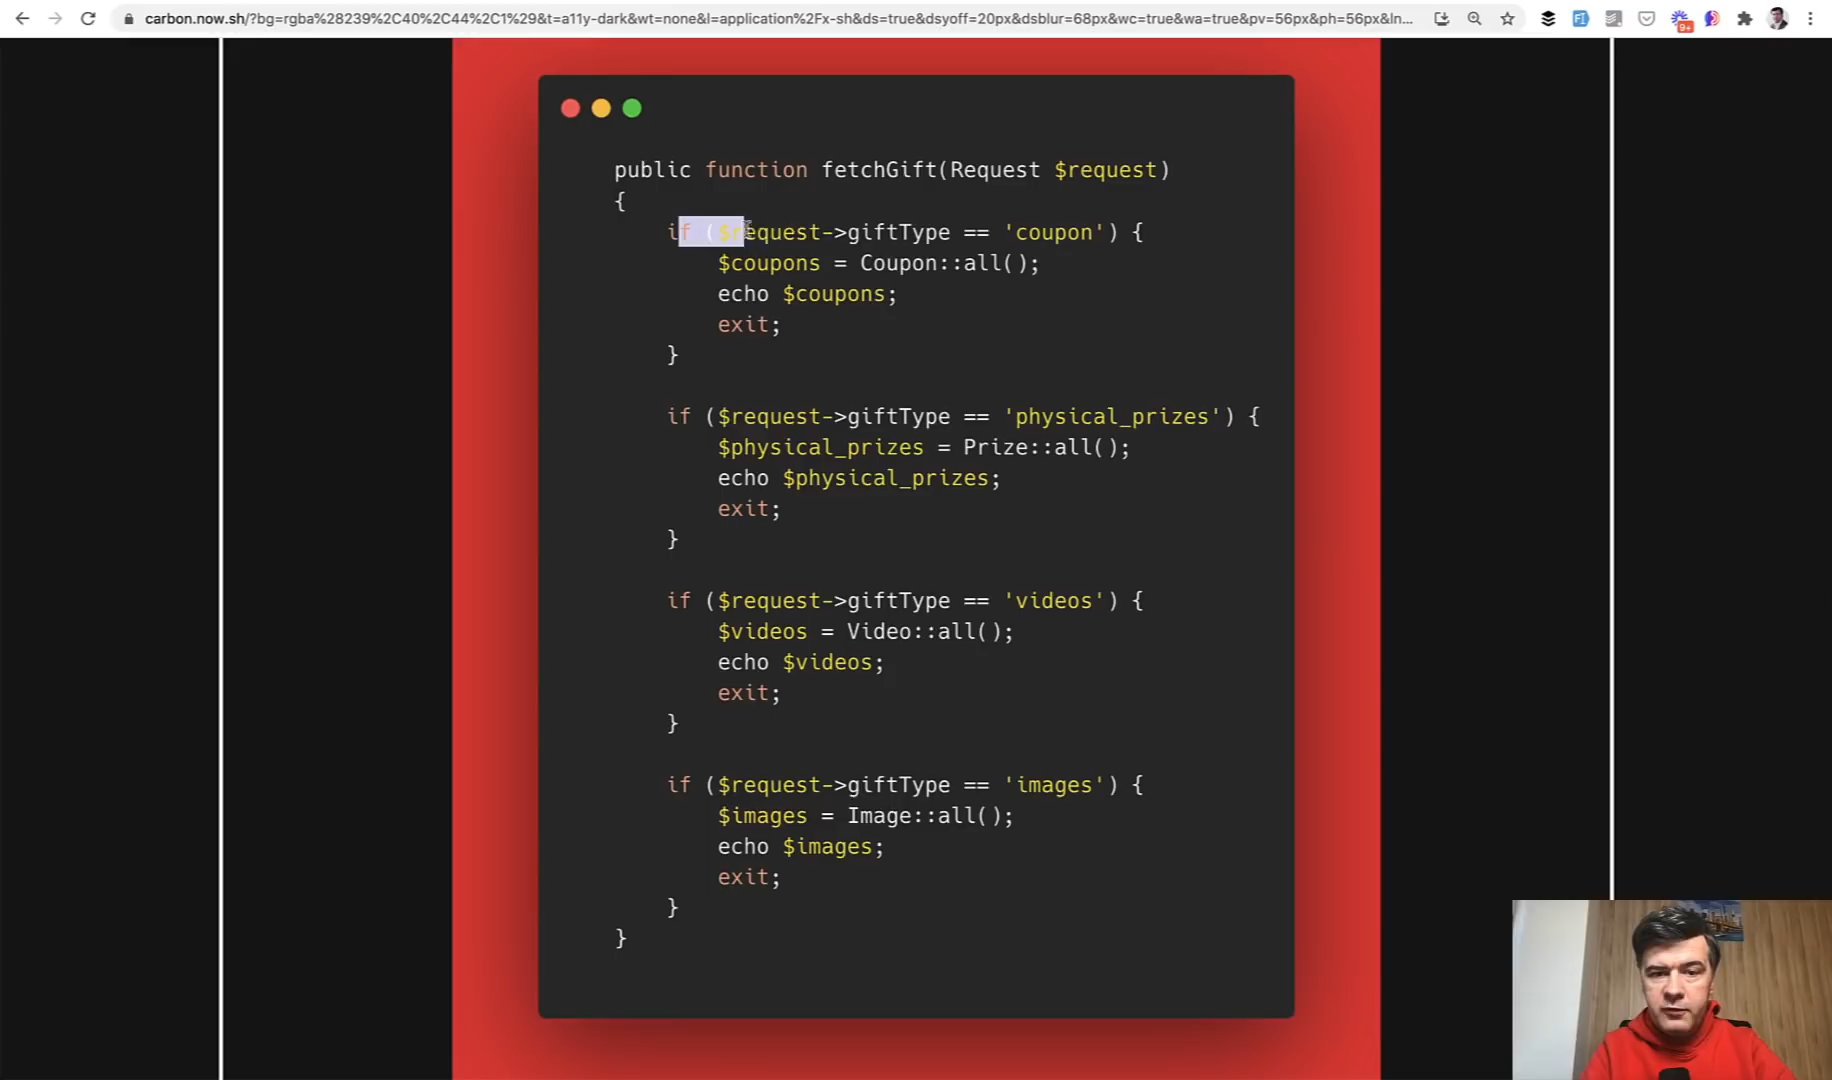 carbon.now.sh/?bg=rgba%28239%2C40%2C44%2C1%29&t=a11y-dark&wt=none&l=application%2Fx-sh&ds=true&dsyoff=20px&dsblur=68px&wc=true&wa=true&pv=56px&ph=56px&ln...
9+
public function fetchGift(Request $request)
{
if ($request->giftType == 'coupon') {
$coupons = Coupon::all();
echo $coupons;
exit;
}
if ($request->giftType == 'physical_prizes') {
$physical_prizes = Prize::all();
echo $physical_prizes;
exit;
}
if ($request->giftType == 'videos') {
$videos = Video::all();
echo $videos;
exit;
}
if ($request->giftType == 'images') {
$images = Image::all();
echo $images;
exit;
}
}